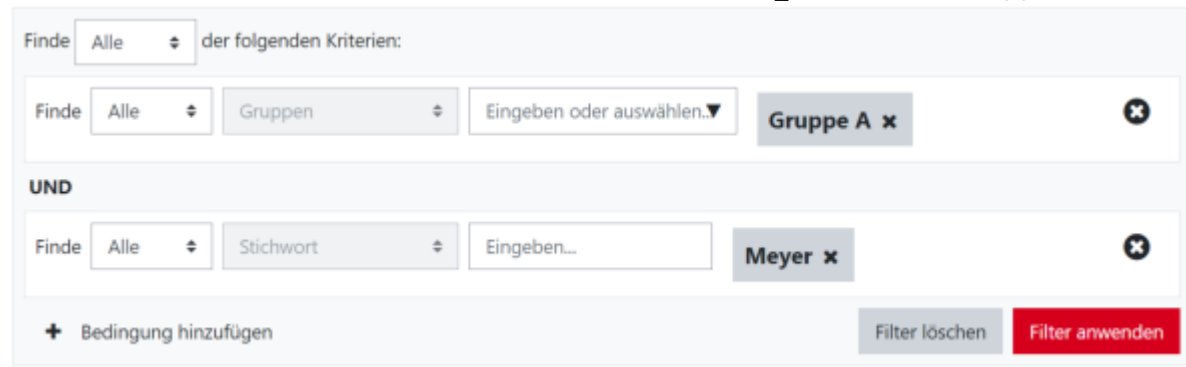 Finde Alle der folgenden Kriterien:
Finde Alle Gruppen Eingeben oder auswählen... Gruppe A ×
UND
Finde Alle Stichwort Eingeben... Meyer ×
+ Bedingung hinzufügen Filter löschen Filter anwenden